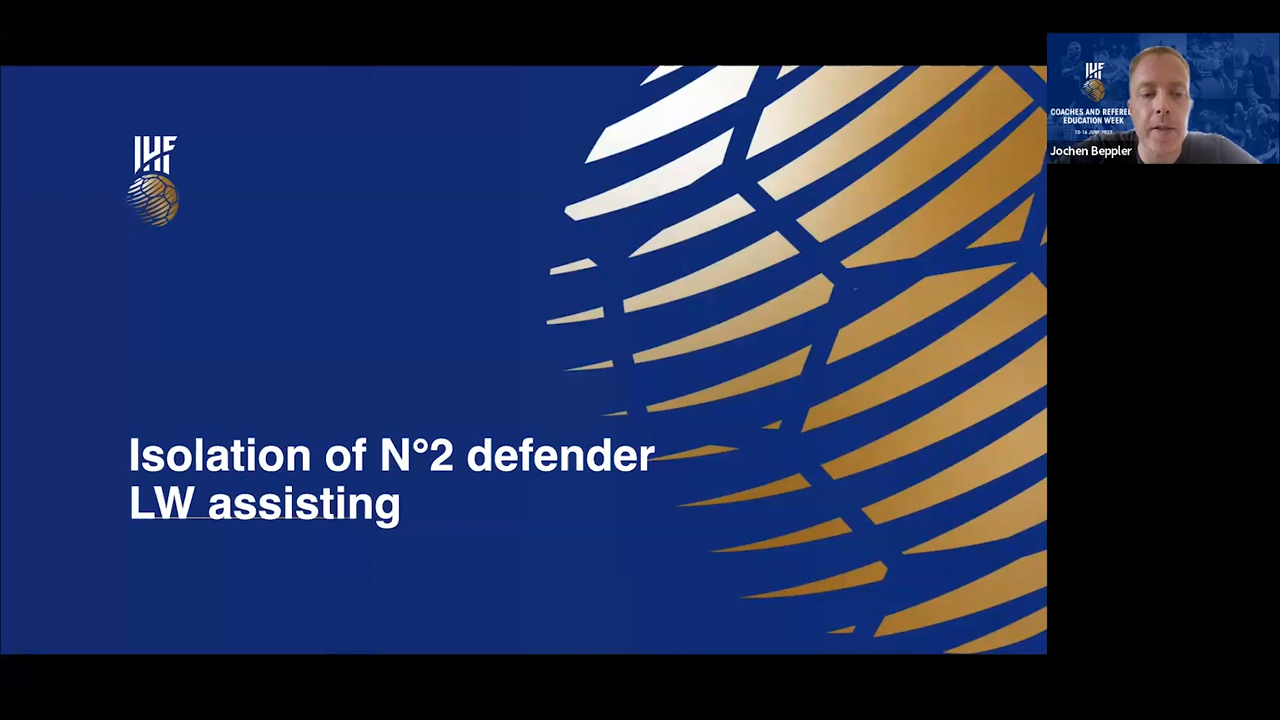 IHF
Isolation of N°2 defender
LW assisting
IHF
COACHES AND REFEREE
EDUCATION WEEK
Jochen Beppler